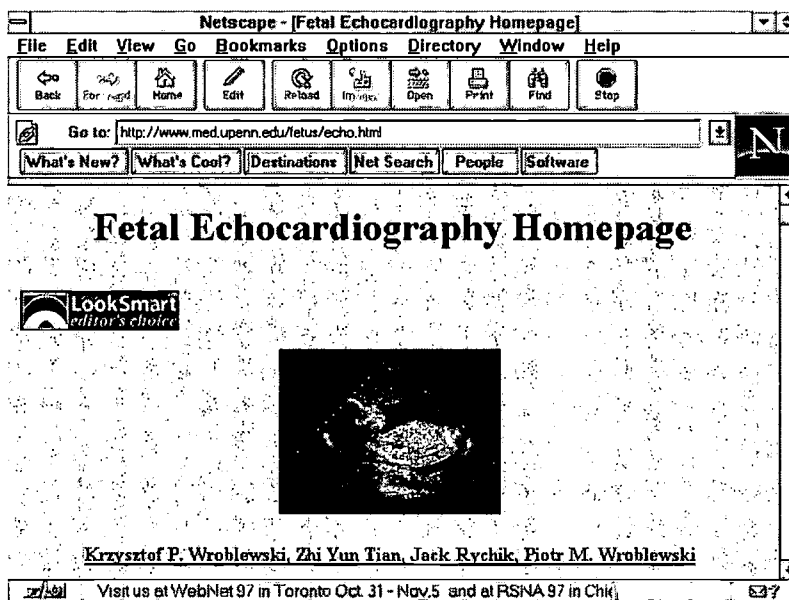 Netscape - [Fetal Echocardiography Homepage]
File Edit View Go Bookmarks Options Directory Window Help
Back Forward Home Edit Reload Images Open Print Find Stop
Go to: http://www.med.upenn.edu/fetus/echo.html
N
What's New? What's Cool? Destinations Net Search People Software
Fetal Echocardiography Homepage
LookSmart
editor's choice
Krzysztof P. Wroblewski, Zhi Yun Tian, Jack Rychik, Piotr M. Wroblewski
Visit us at WebNet 97 in Toronto Oct. 31 - Nov.5 and at RSNA 97 in Chi